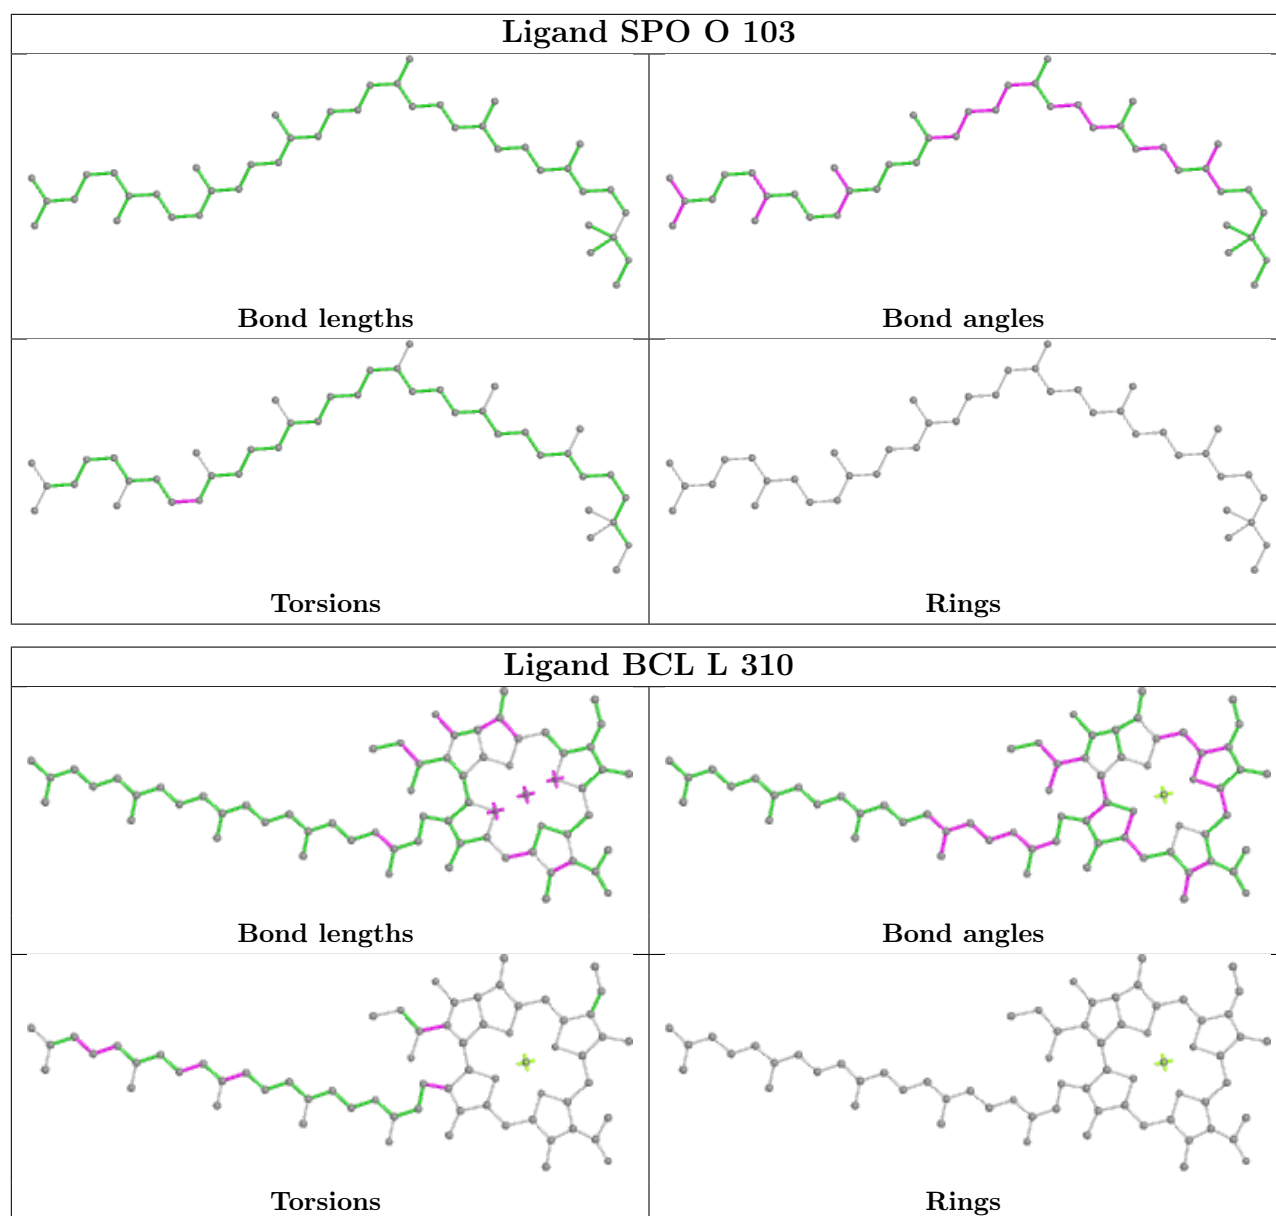 Ligand SPO O 103
Bond lengths
Bond angles
Torsions
Rings
Ligand BCL L 310
Bond lengths
Bond angles
Torsions
Rings